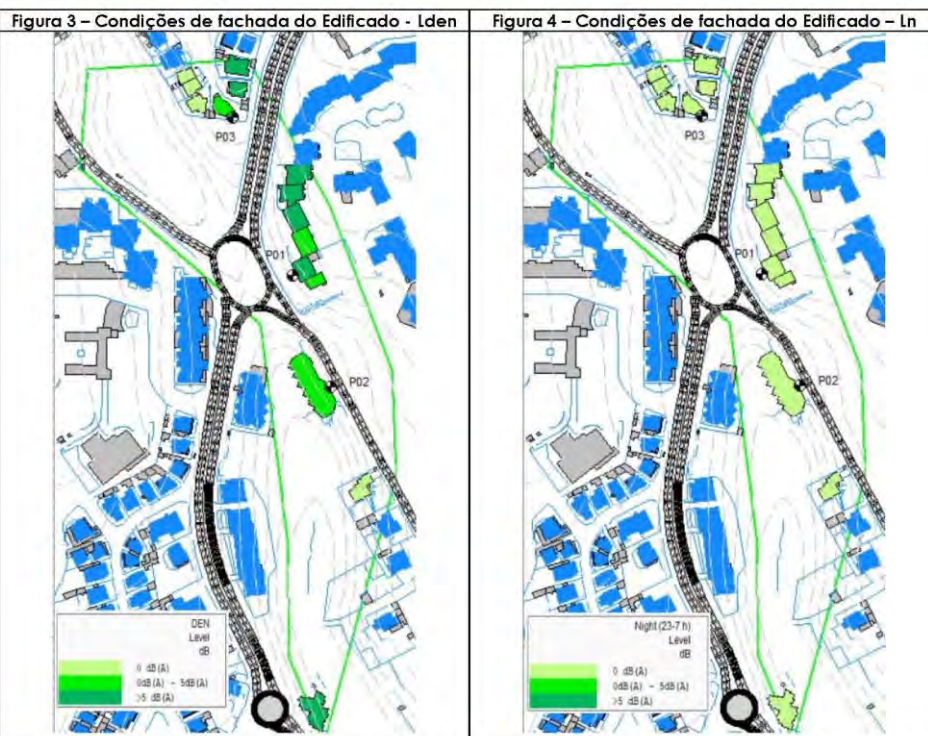 Figura 3 – Condições de fachada do Edificado - Lden
Figura 4 – Condições de fachada do Edificado – Ln
P03
P01
P02
DEN
Level
dB
0 dB(A)
0dB(A) - 5dB(A)
>5 dB(A)
P03
P01
P02
Night (23-7 h)
Level
dB
0 dB(A)
0dB(A) - 5dB(A)
>5 dB(A)